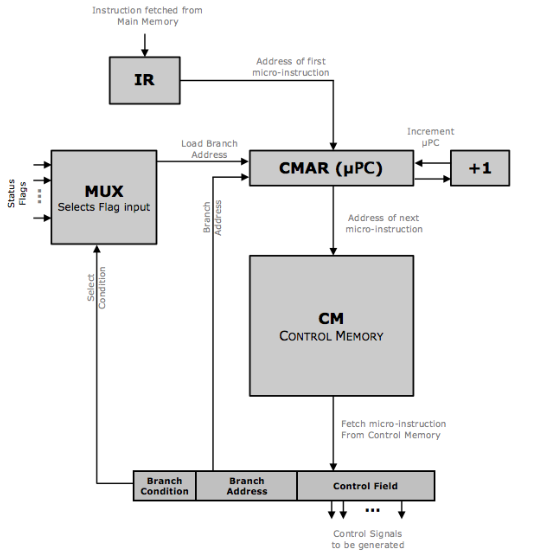 Instruction fetched from
Main Memory
IR
Address of first
micro-instruction
Load Branch
Address
Increment
µPC
CMAR (µPC)
+1
Status
Flags
...
MUX
Selects Flag input
Branch
Address
Address of next
micro-instruction
Select
Condition
CM
CONTROL MEMORY
Fetch micro-instruction
From Control Memory
Branch
Condition
Branch
Address
Control Field
...
Control Signals
to be generated